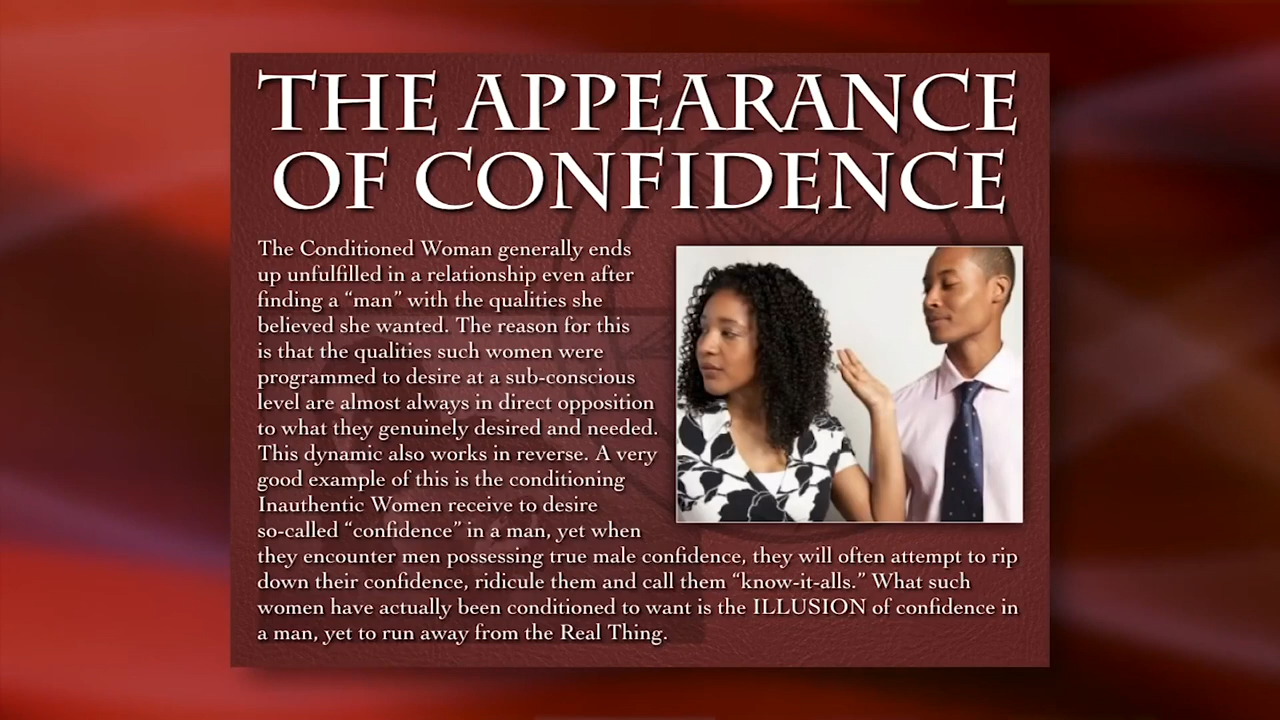 THE APPEARANCE
OF CONFIDENCE
The Conditioned Woman generally ends
up unfulfilled in a relationship even after
finding a “man” with the qualities she
believed she wanted. The reason for this
is that the qualities such women were
programmed to desire at a sub-conscious
level are almost always in direct opposition
to what they genuinely desired and needed.
This dynamic also works in reverse. A very
good example of this is the conditioning
Inauthentic Women receive to desire
so-called “confidence” in a man, yet when
they encounter men possessing true male confidence, they will often attempt to rip
down their confidence, ridicule them and call them “know-it-alls.” What such
women have actually been conditioned to want is the ILLUSION of confidence in
a man, yet to run away from the Real Thing.